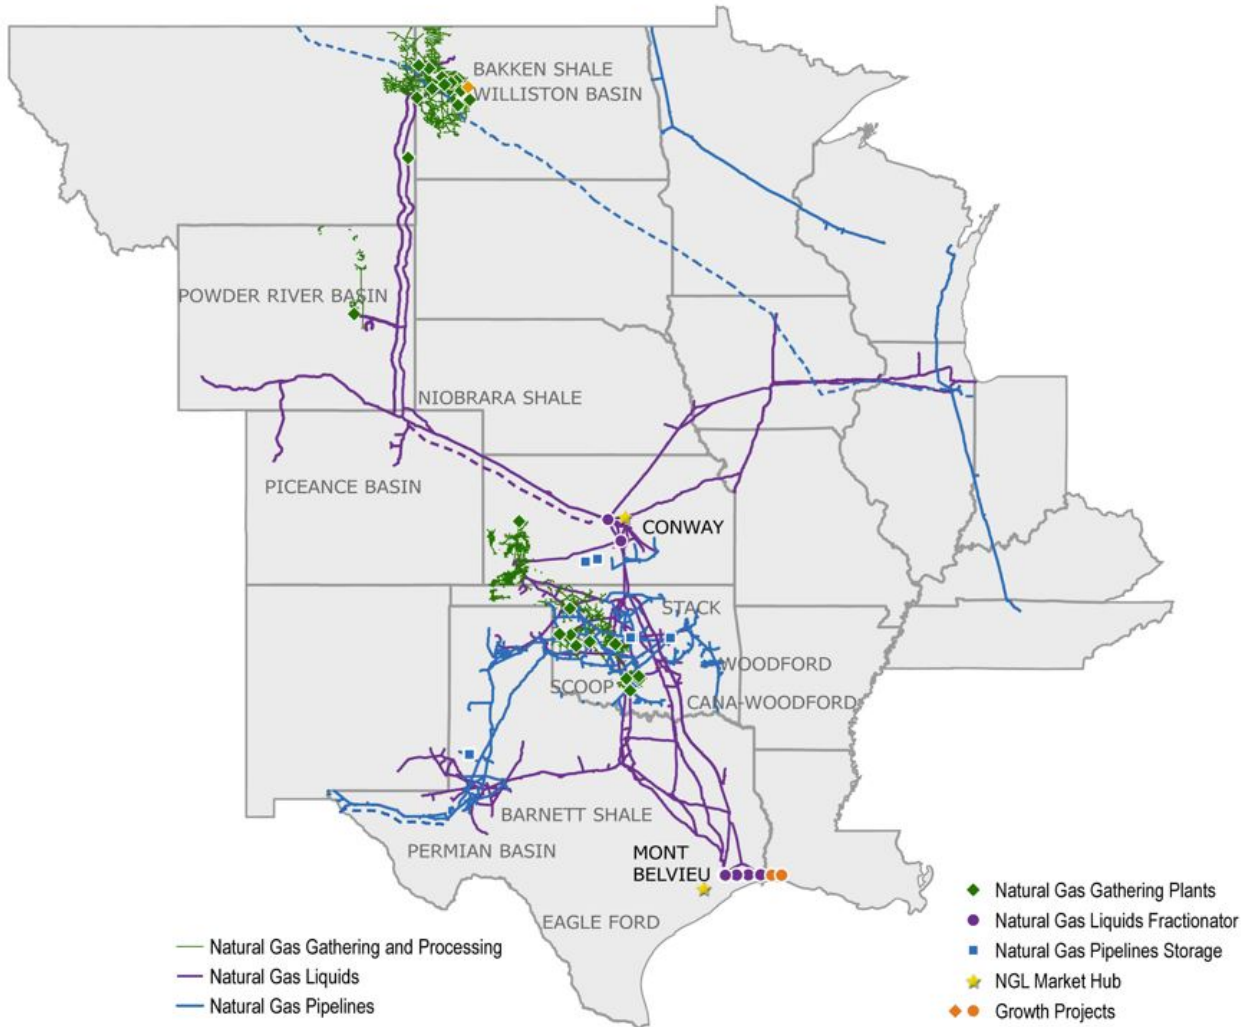 BAKKEN SHALE
WILLISTON BASIN
POWDER RIVER BASIN
NIOBRARA SHALE
PICEANCE BASIN
CONWAY
STACK
WOODFORD
SCOOP
CANA-WOODFORD
BARNETT SHALE
PERMIAN BASIN
MONT
BELVIEU
EAGLE FORD
Natural Gas Gathering and Processing
Natural Gas Liquids
Natural Gas Pipelines
Natural Gas Gathering Plants
Natural Gas Liquids Fractionator
Natural Gas Pipelines Storage
NGL Market Hub
Growth Projects